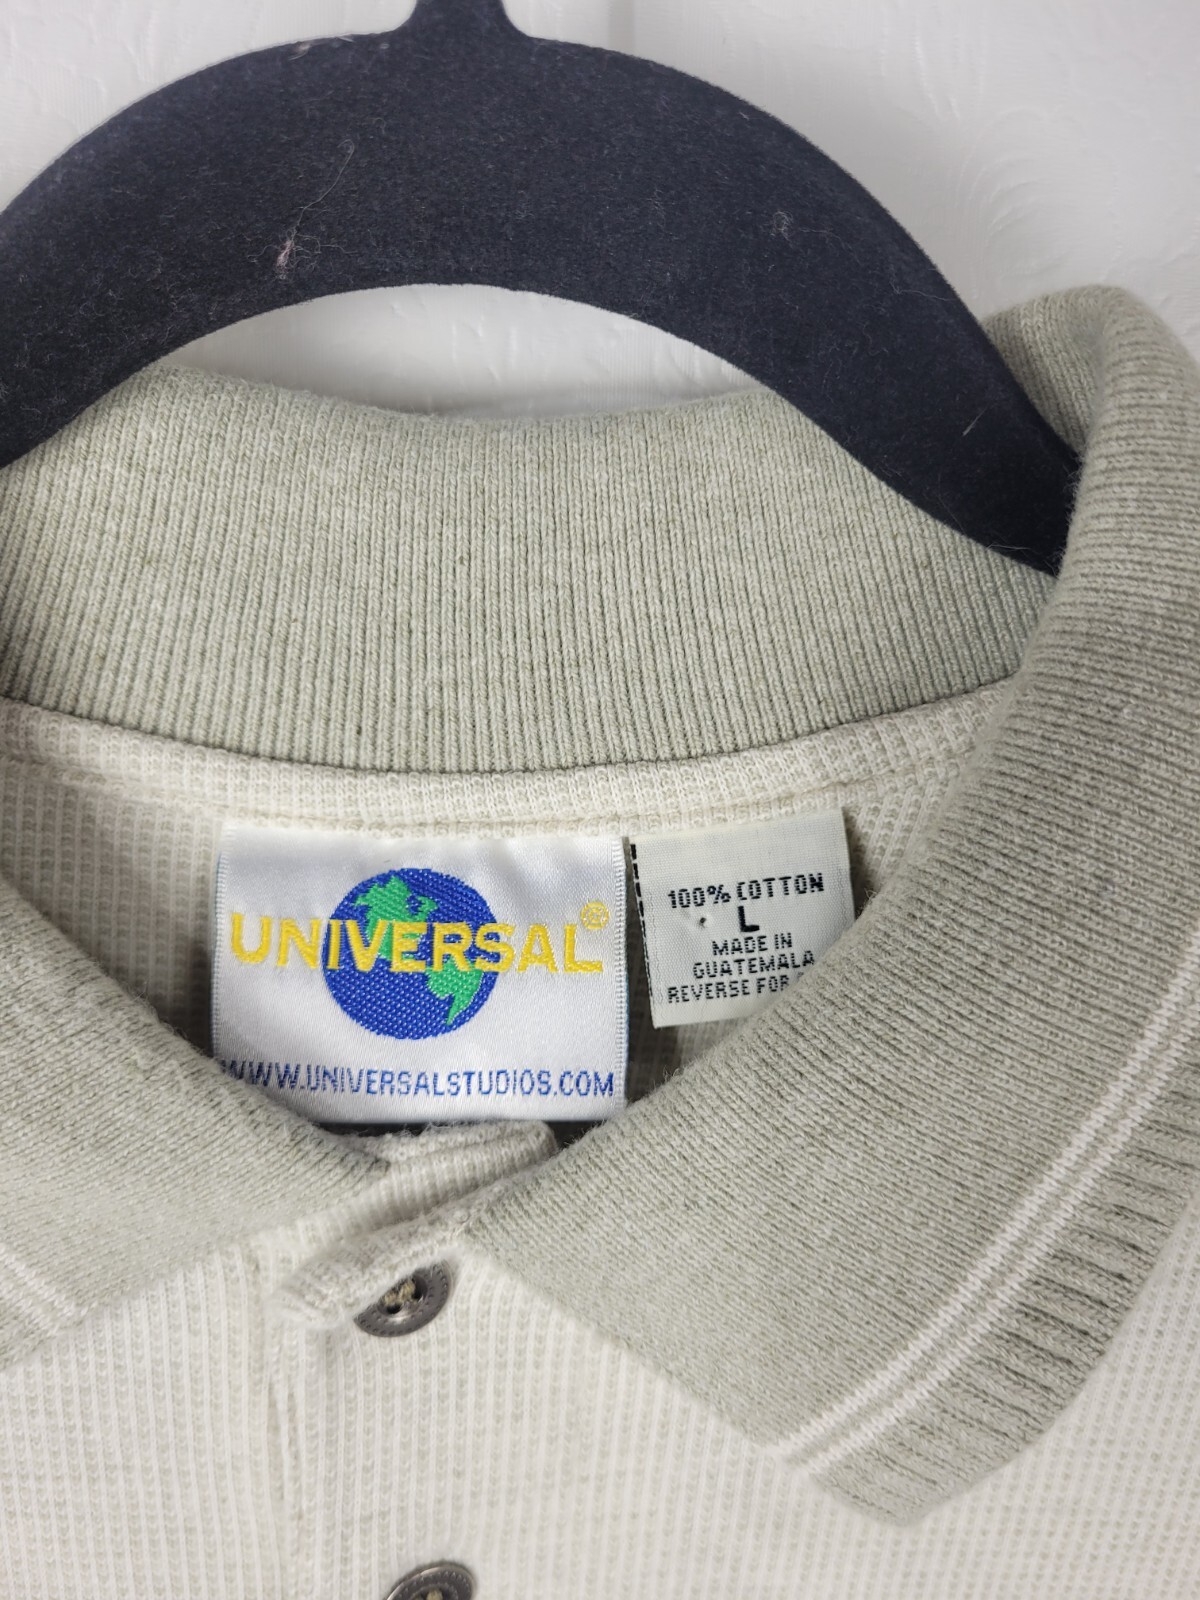 UNIVERSAL®
WWW.UNIVERSALSTUDIOS.COM
100% COTTON
L
MADE IN
GUATEMALA
REVERSE FOR